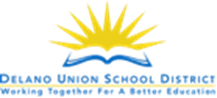 DELANO UNION SCHOOL DISTRICT
Working Together For A Better Education